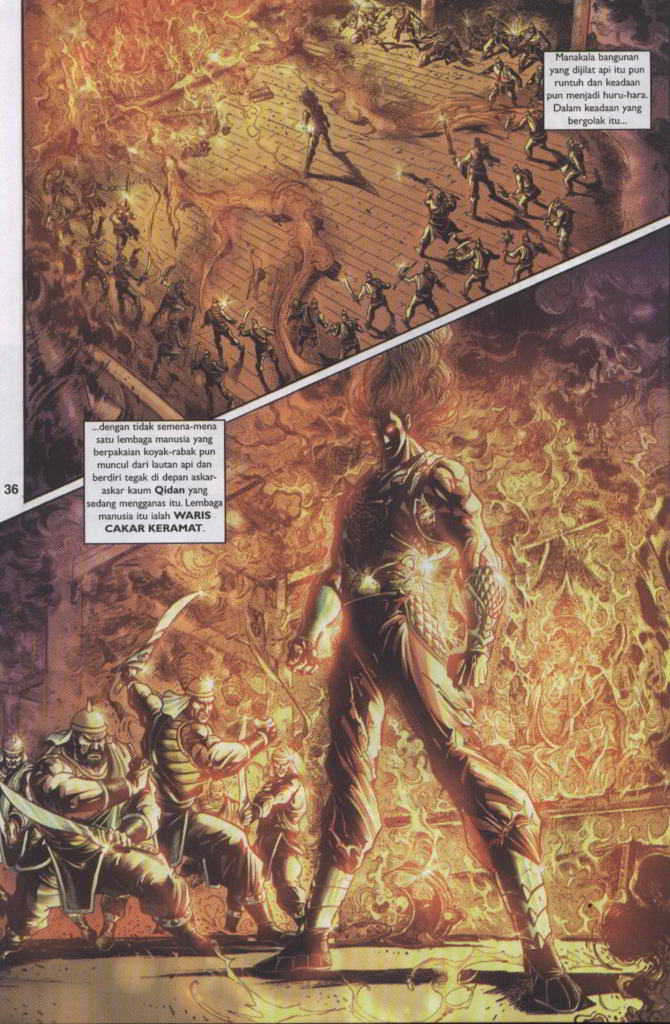 Manakala bangunan
yang dijilat api itu pun
runtuh dan keadaan
pun menjadi huru-hara.
Dalam keadaan yang
bergolak itu...
...dengan tidak semena-mena
satu lembaga manusia yang
berpakaian koyak-rabak pun
muncul dari lautan api dan
berdiri tegak di depan askar-
askar kaum Qidan yang
sedang mengganas itu. Lembaga
manusia itu ialah WARIS
CAKAR KERAMAT.
36